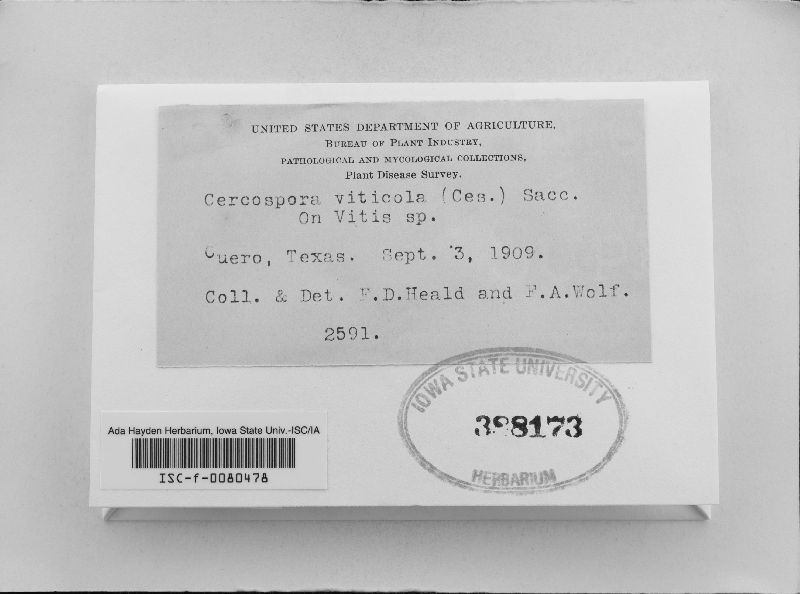 UNITED STATES DEPARTMENT OF AGRICULTURE,
BUREAU OF PLANT INDUSTRY,
PATHOLOGICAL AND MYCOLOGICAL COLLECTIONS,
Plant Disease Survey.
Cercospora viticola (Ces.) Sacc.
On Vitis sp.
Cuero, Texas. Sept. 3, 1909.
Coll. & Det. F.D.Heald and F.A.Wolf.
2591.
IOWA STATE UNIVERSITY
398173
HERBARIUM
Ada Hayden Herbarium, Iowa State Univ.-ISC/IA
ISC-f-0080478